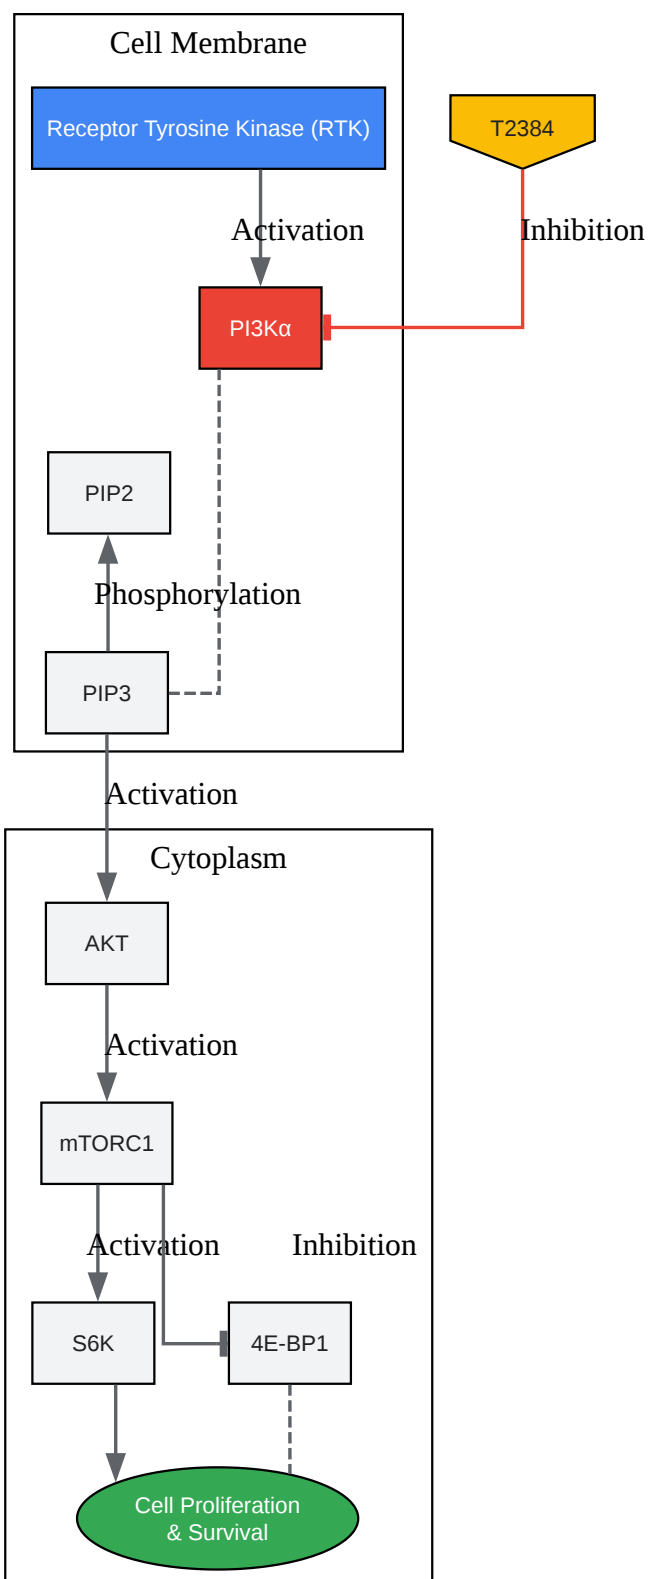 Cell Membrane
Receptor Tyrosine Kinase (RTK)
T2384
Activation
Inhibition
PI3Kα
PIP2
Phosphorylation
PIP3
Activation
Cytoplasm
AKT
Activation
mTORC1
Activation
Inhibition
S6K
4E-BP1
Cell Proliferation
& Survival